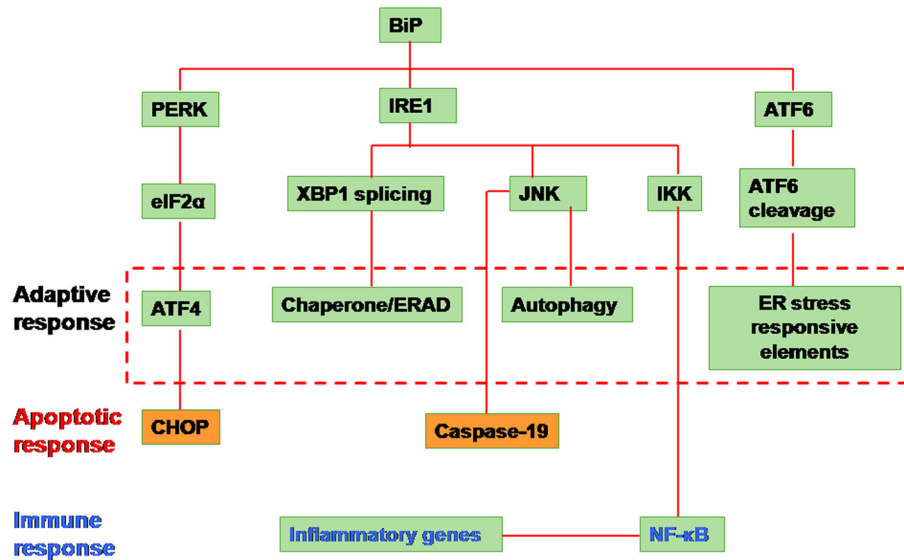 BiP
PERK
IRE1
ATF6
eIF2α
XBP1 splicing
JNK
IKK
ATF6
cleavage
Adaptive
response
ATF4
Chaperone/ERAD
Autophagy
ER stress
responsive
elements
Apoptotic
response
CHOP
Caspase-19
Immune
response
Inflammatory genes
NF-κB